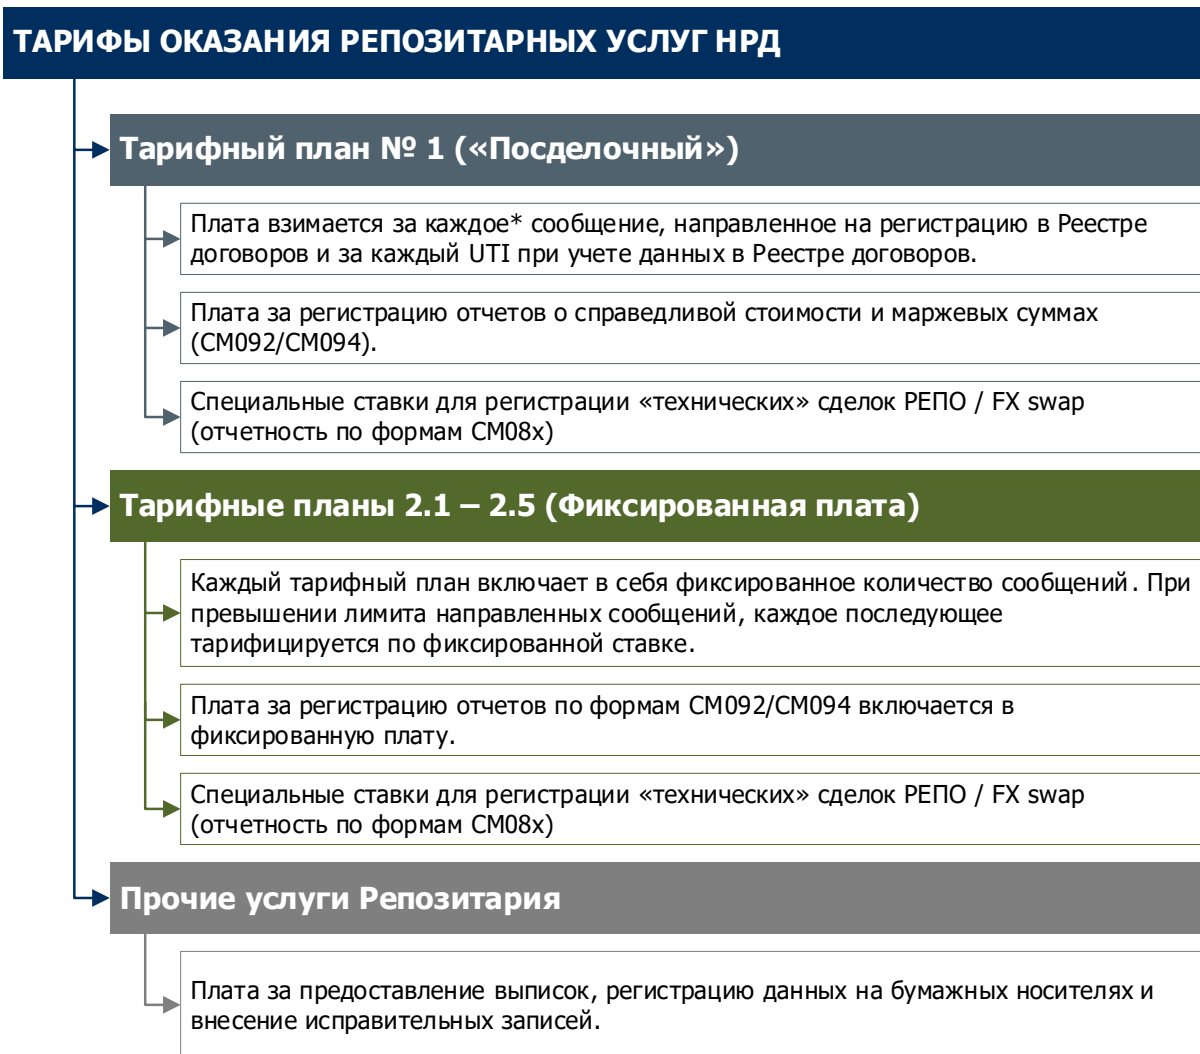 ТАРИФЫ ОКАЗАНИЯ РЕПОЗИТАРНЫХ УСЛУГ НРД
Тарифный план № 1 («Посделочный»)
Плата взимается за каждое* сообщение, направленное на регистрацию в Реестре
договоров и за каждый UTI при учете данных в Реестре договоров.
Плата за регистрацию отчетов о справедливой стоимости и маржевых суммах
(CM092/CM094).
Специальные ставки для регистрации «технических» сделок РЕПО / FX swap
(отчетность по формам CM08x)
Тарифные планы 2.1 – 2.5 (Фиксированная плата)
Каждый тарифный план включает в себя фиксированное количество сообщений. При
превышении лимита направленных сообщений, каждое последующее
тарифицируется по фиксированной ставке.
Плата за регистрацию отчетов по формам CM092/CM094 включается в
фиксированную плату.
Специальные ставки для регистрации «технических» сделок РЕПО / FX swap
(отчетность по формам CM08x)
Прочие услуги Репозитария
Плата за предоставление выписок, регистрацию данных на бумажных носителях и
внесение исправительных записей.